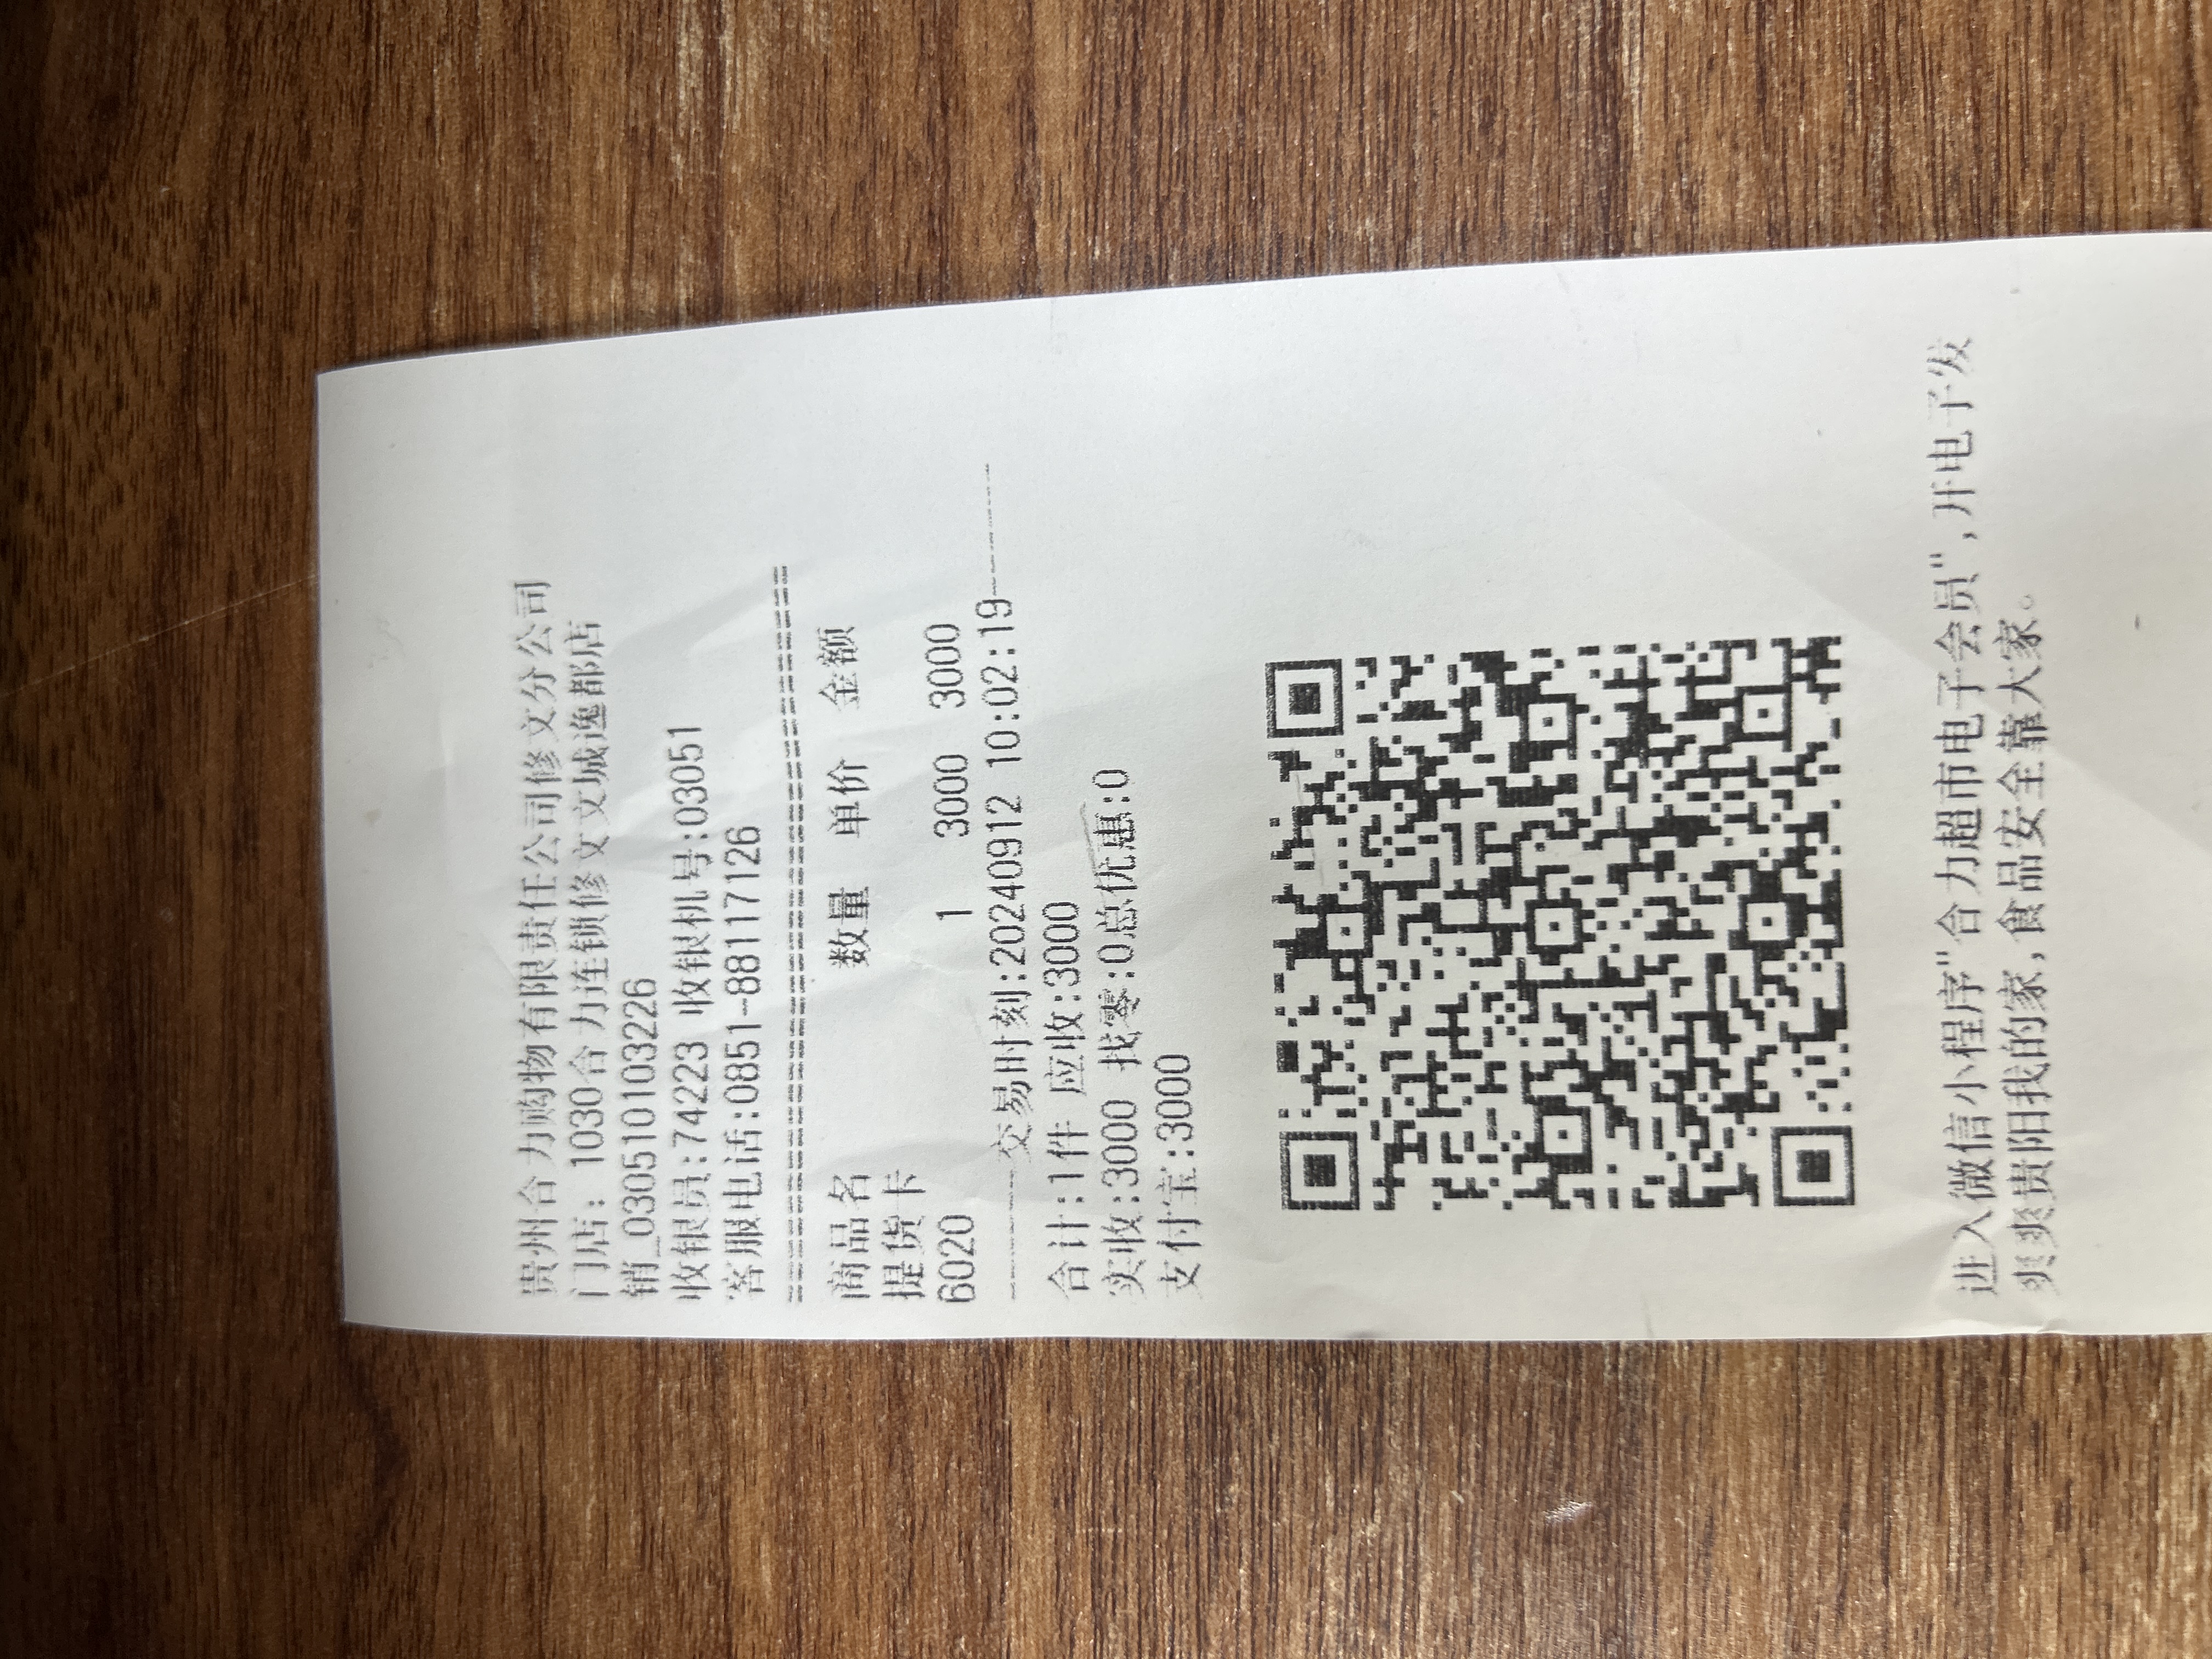 贵州合力购物有限责任公司修文分公司
门店: 1030合力连锁修文文城逸都店
销_0305101032​26
收银员:74223 收银机号:03051
客服电话:0851-88117126
商品名 数量 单价 金额
提货卡
6020 1 3000 3000
交易时刻:20240912 10:02:19
合计:1件 应收:3000
实收:3000 找零:0总优惠:0
支付宝:3000
进入微信小程序"合力超市电子会员",开电子发
爽爽贵阳我的家,食品安全靠大家。